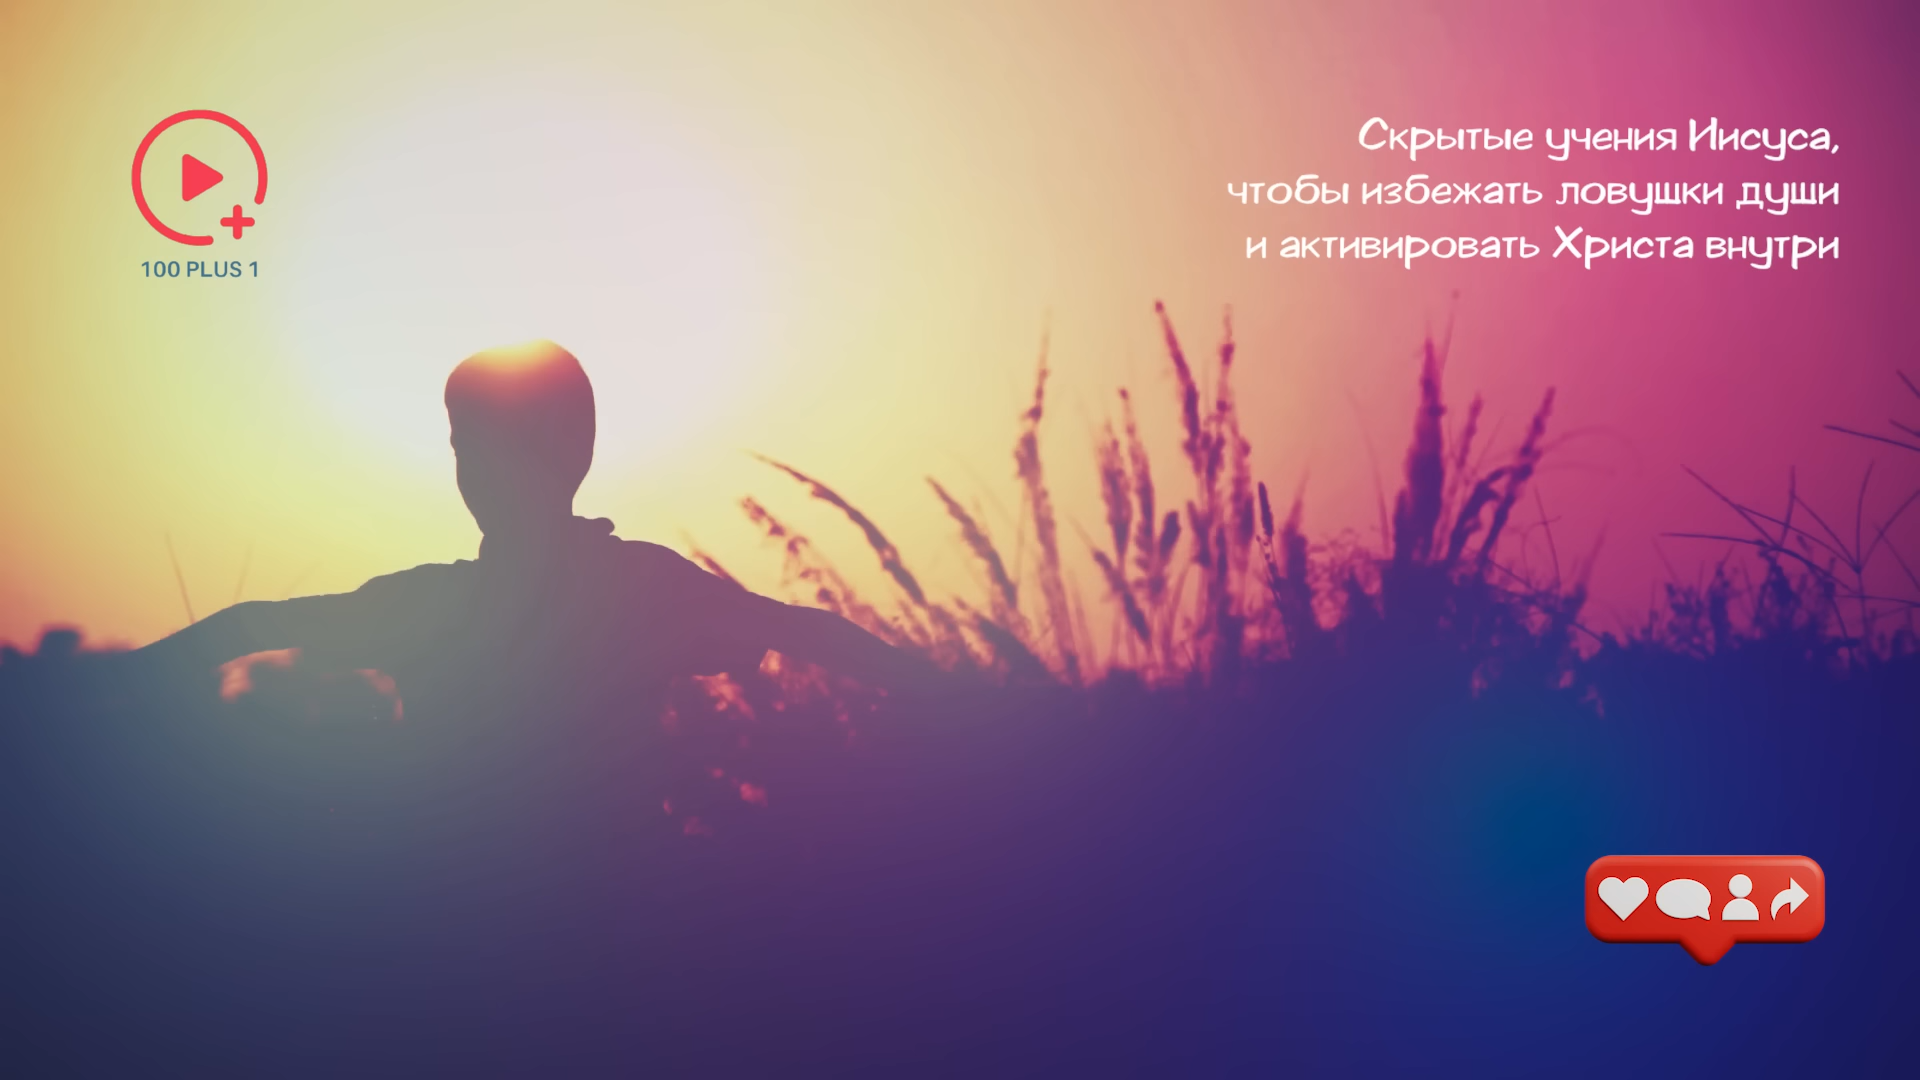 100 PLUS 1
Скрытые учения Иисуса,
чтобы избежать ловушки души
и активировать Христа внутри